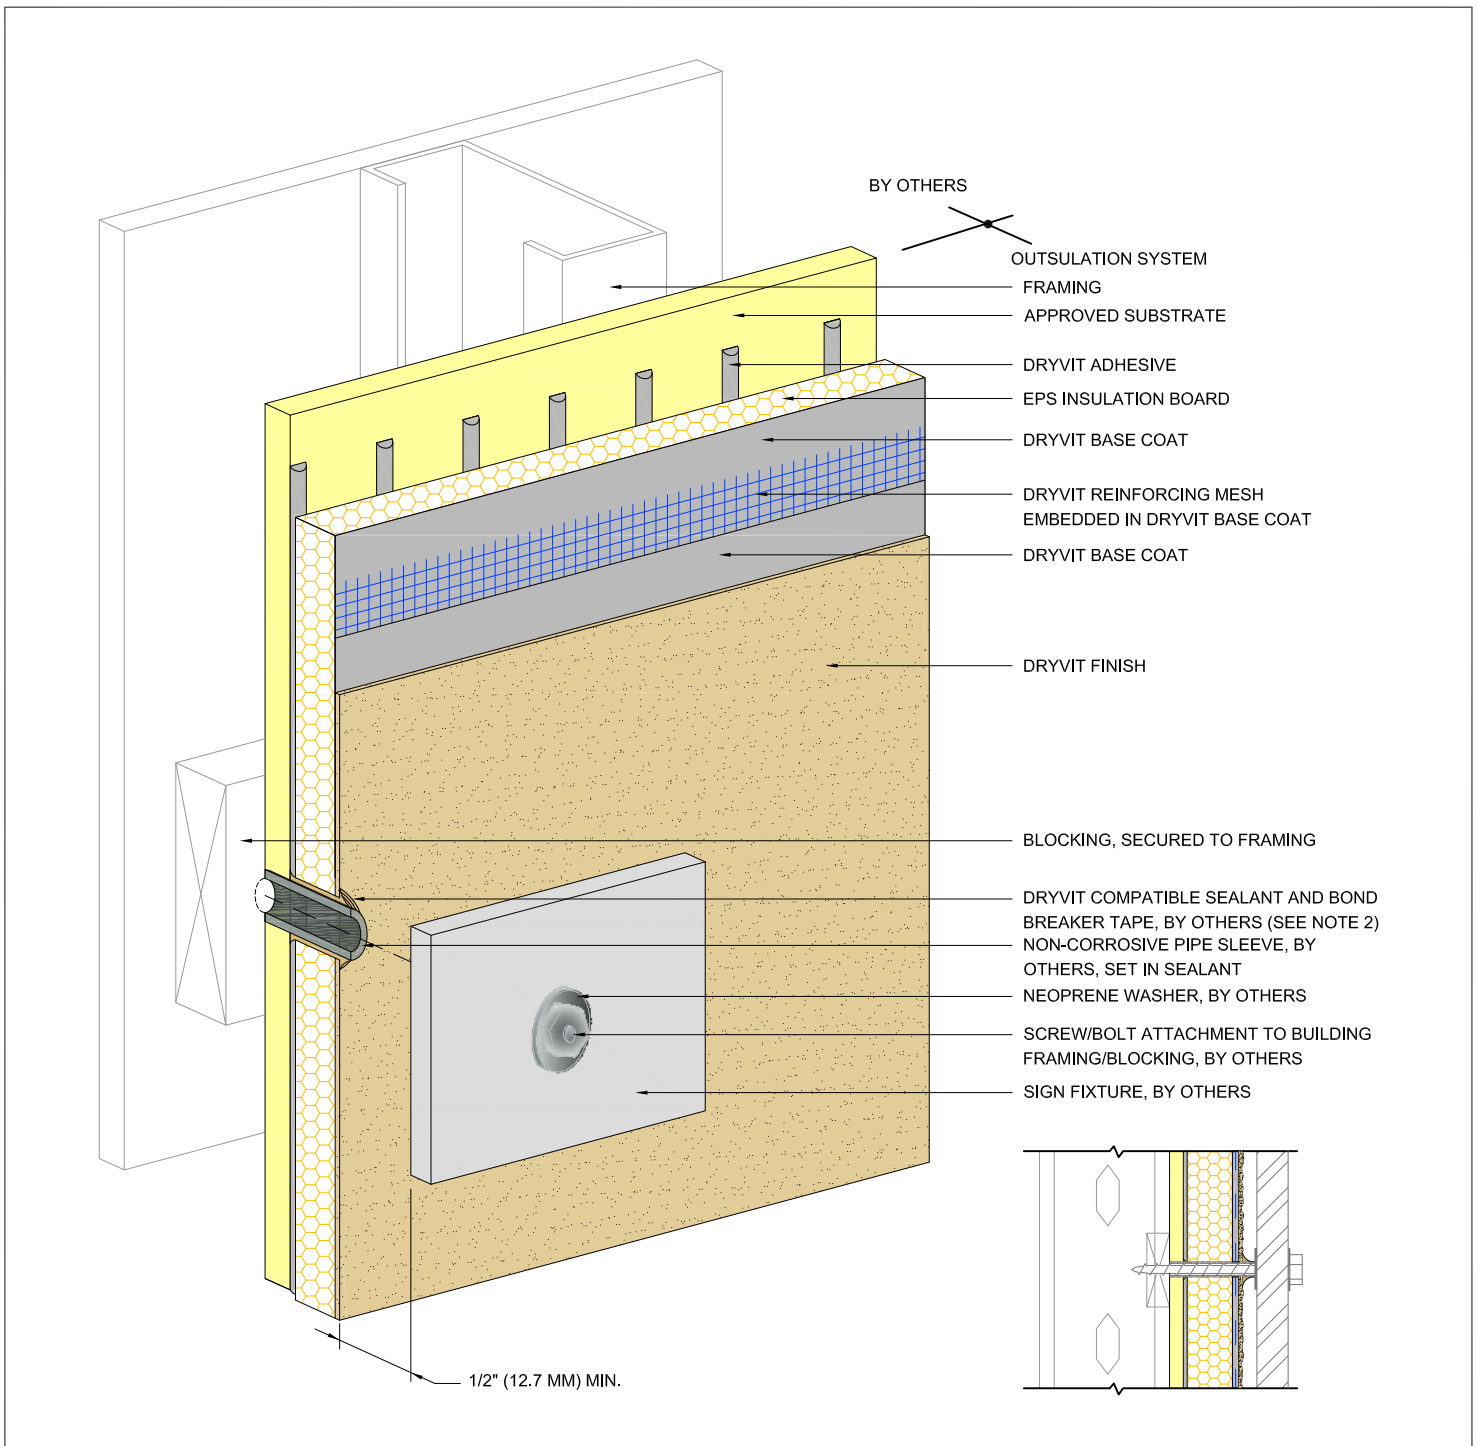 BY OTHERS
OUTSULATION SYSTEM
FRAMING
APPROVED SUBSTRATE
DRYVIT ADHESIVE
EPS INSULATION BOARD
DRYVIT BASE COAT
DRYVIT REINFORCING MESH
EMBEDDED IN DRYVIT BASE COAT
DRYVIT BASE COAT
DRYVIT FINISH
BLOCKING, SECURED TO FRAMING
DRYVIT COMPATIBLE SEALANT AND BOND
BREAKER TAPE, BY OTHERS (SEE NOTE 2)
NON-CORROSIVE PIPE SLEEVE, BY
OTHERS, SET IN SEALANT
NEOPRENE WASHER, BY OTHERS
SCREW/BOLT ATTACHMENT TO BUILDING
FRAMING/BLOCKING, BY OTHERS
SIGN FIXTURE, BY OTHERS
1/2" (12.7 MM) MIN.